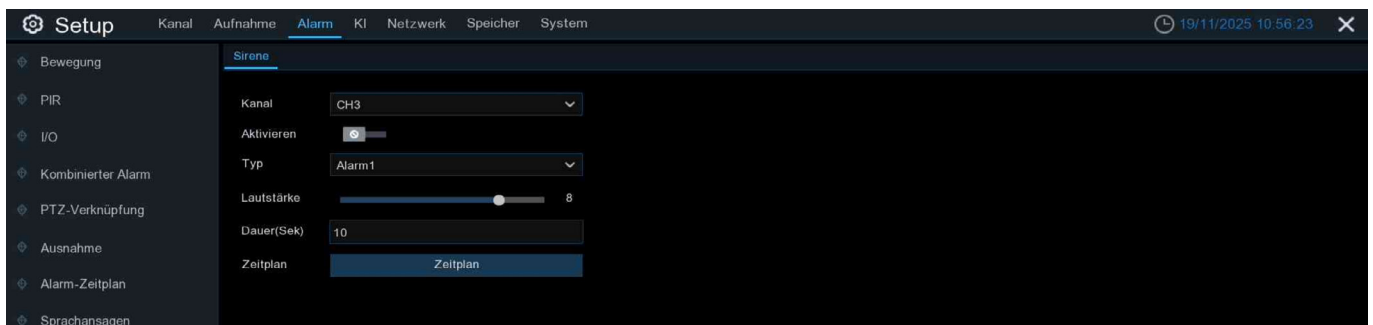 Setup Kanal Aufnahme Alarm KI Netzwerk Speicher System 19/11/2025 10:56:23
Bewegung
PIR
I/O
Kombinierter Alarm
PTZ-Verknüpfung
Ausnahme
Alarm-Zeitplan
Sprachansagen
Sirene
Kanal CH3
Aktivieren
Typ Alarm1
Lautstärke 8
Dauer(Sek) 10
Zeitplan Zeitplan